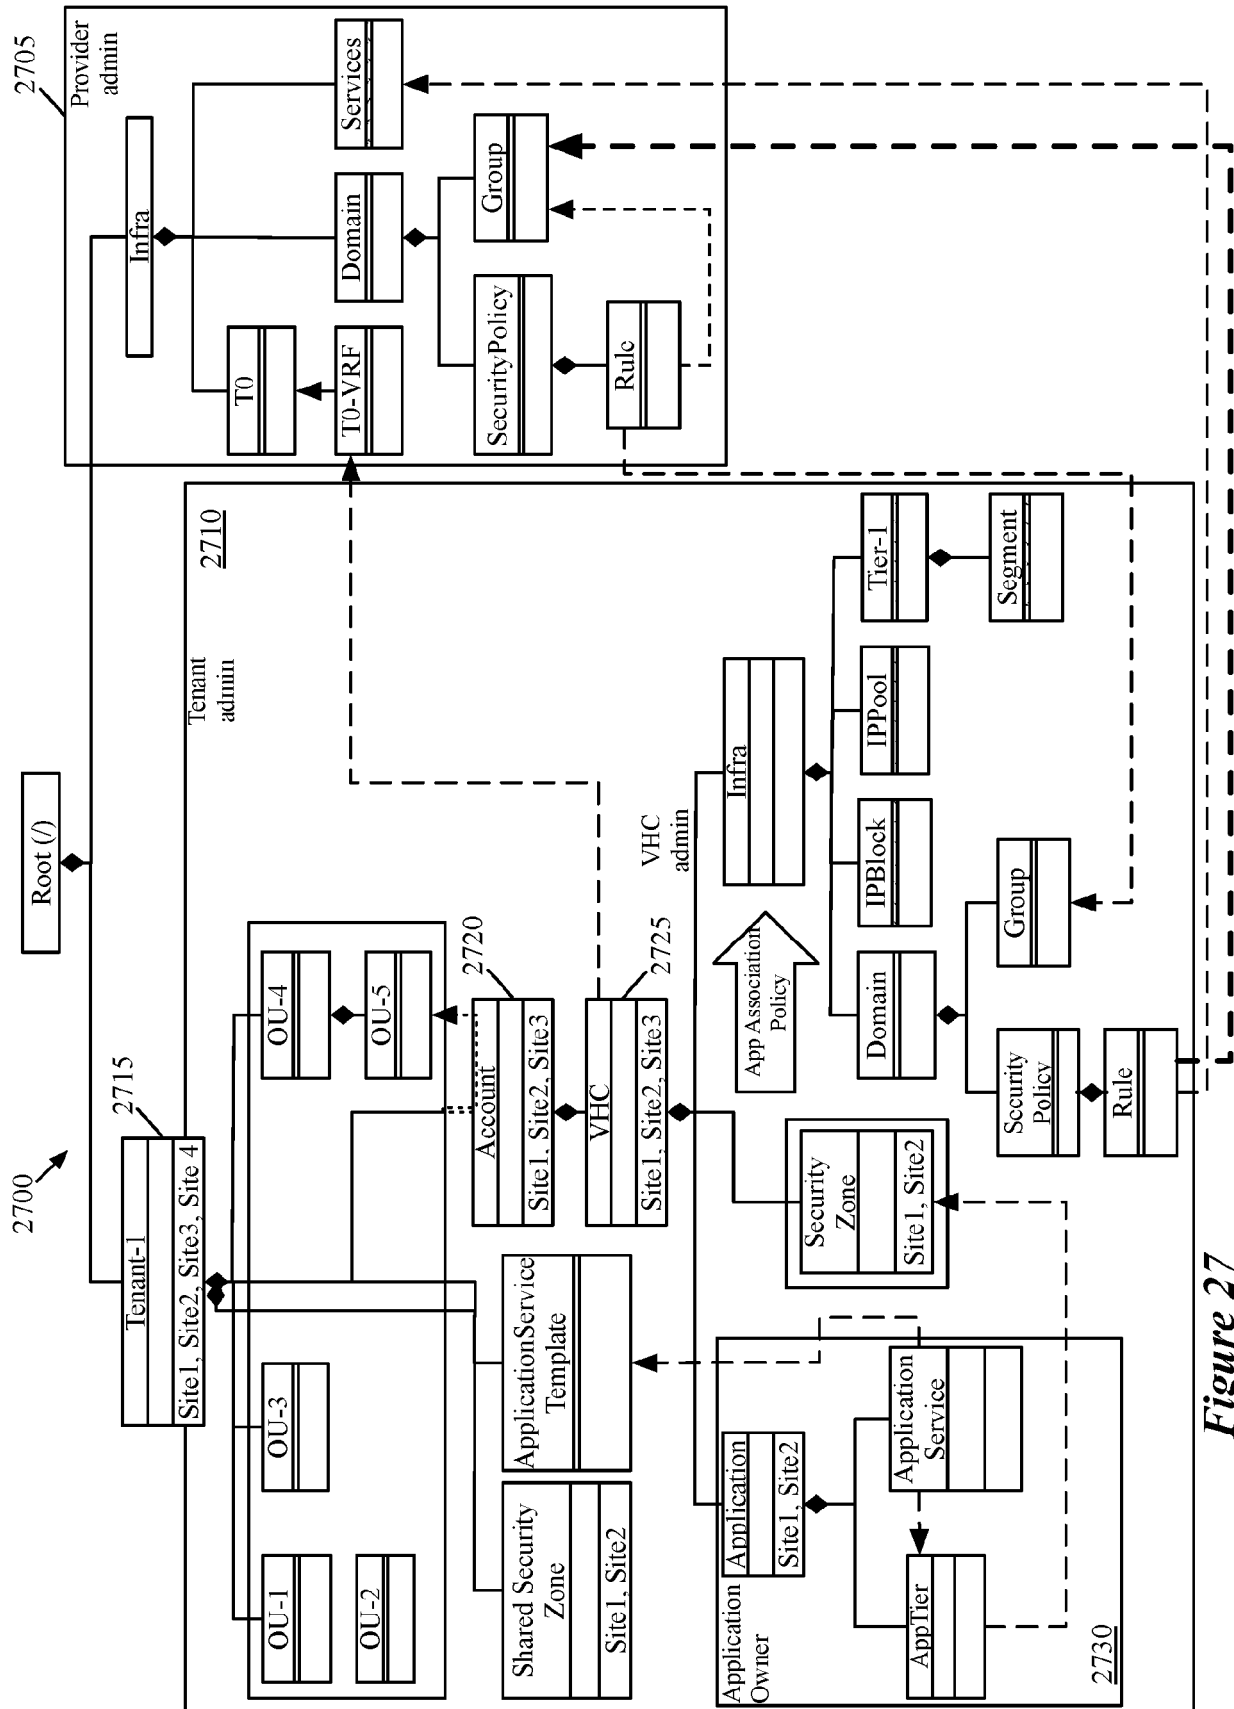 2700
Root (/)
2705
Provider
admin
Infra
T0
T0-VRF
Domain
Services
SecurityPolicy
Group
Rule
Tenant
admin
2710
Tenant-1
Site1, Site2, Site3, Site 4
2715
OU-1
OU-2
OU-3
OU-4
OU-5
Shared Security
Zone
Site1, Site2
ApplicationService
Template
Account
Site1, Site2, Site3
2720
VHC
Site1, Site2, Site3
2725
VHC
admin
Application
Owner
Application
Site1, Site2
AppTier
Application
Service
2730
Security
Zone
Site1, Site2
App Association
Policy
Infra
Domain
IPBlock
IPPool
Tier-1
Segment
Security
Policy
Group
Rule
Figure 27